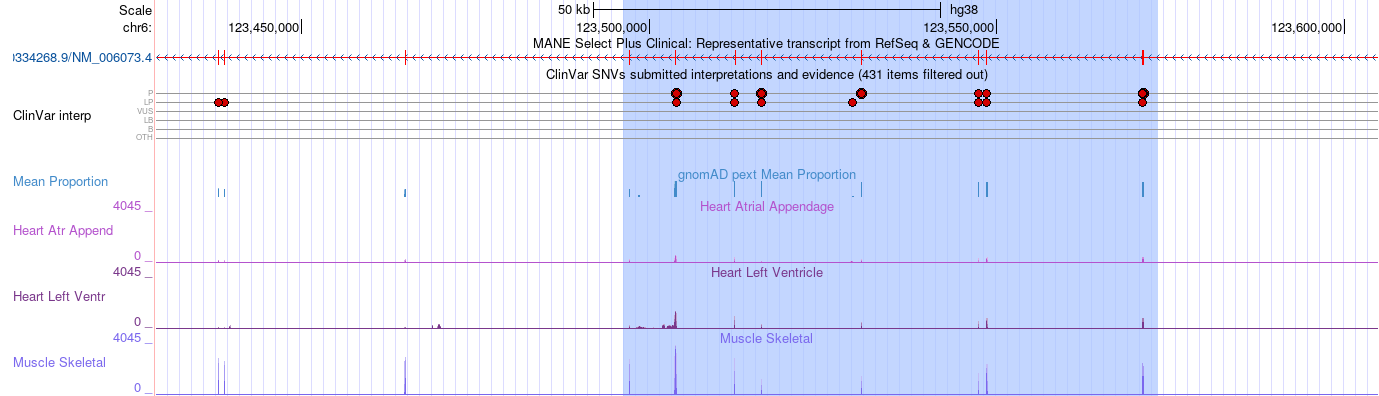 Scale 50 kb hg38
chr6: 123,450,000 123,500,000 123,550,000 123,600,000
MANE Select Plus Clinical: Representative transcript from RefSeq & GENCODE
334268.9/NM_006073.4
ClinVar SNVs submitted interpretations and evidence (431 items filtered out)
P
LP
VUS
ClinVar interp
LB
B
OTH
gnomAD pext Mean Proportion
Mean Proportion
4045 Heart Atrial Appendage
Heart Atr Append
0
4045 Heart Left Ventricle
Heart Left Ventr
0
4045 Muscle Skeletal
Muscle Skeletal
0